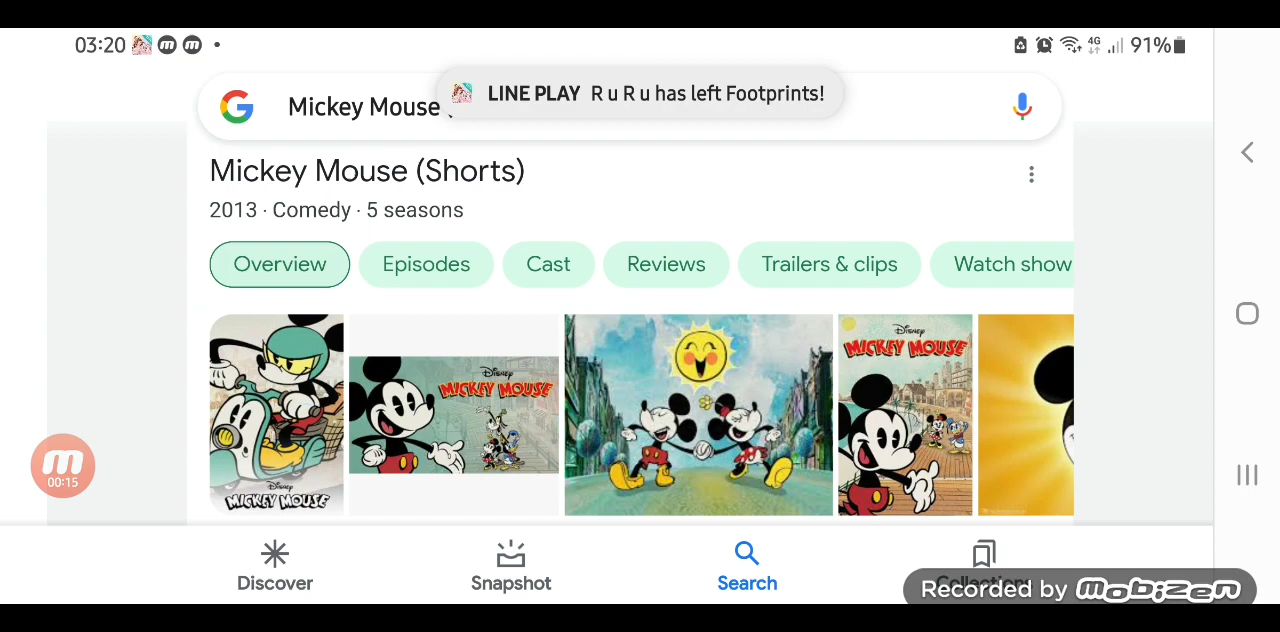 03:20
4G 91%
Mickey Mouse
LINE PLAY R u R u has left Footprints!
Mickey Mouse (Shorts)
2013 · Comedy · 5 seasons
Overview Episodes Cast Reviews Trailers & clips Watch show
Disney
MICKEY MOUSE
Disney
MICKEY MOUSE
Disney
MICKEY MOUSE
m
00:15
Discover Snapshot Search Collections
Recorded by mobizen